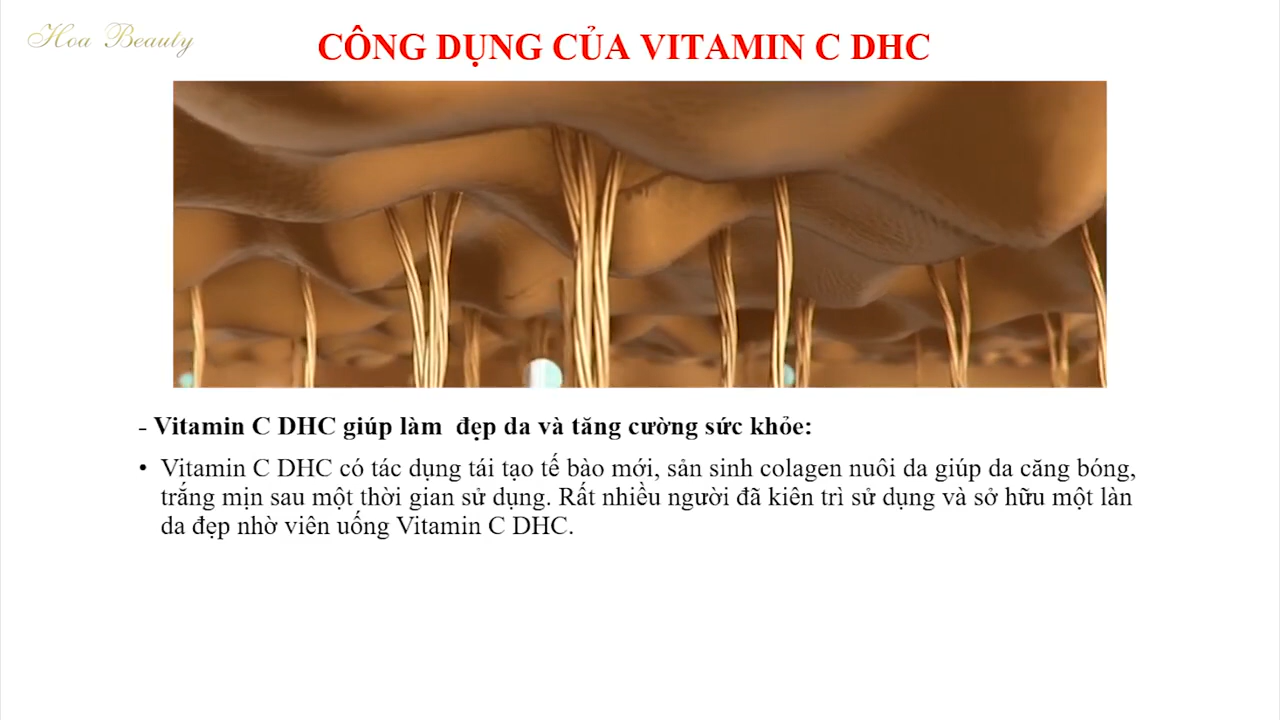 Hoa Beauty
CÔNG DỤNG CỦA VITAMIN C DHC
- Vitamin C DHC giúp làm  đẹp da và tăng cường sức khỏe:
• Vitamin C DHC có tác dụng tái tạo tế bào mới, sản sinh colagen nuôi da giúp da căng bóng,
trắng mịn sau một thời gian sử dụng. Rất nhiều người đã kiên trì sử dụng và sở hữu một làn
da đẹp nhờ viên uống Vitamin C DHC.